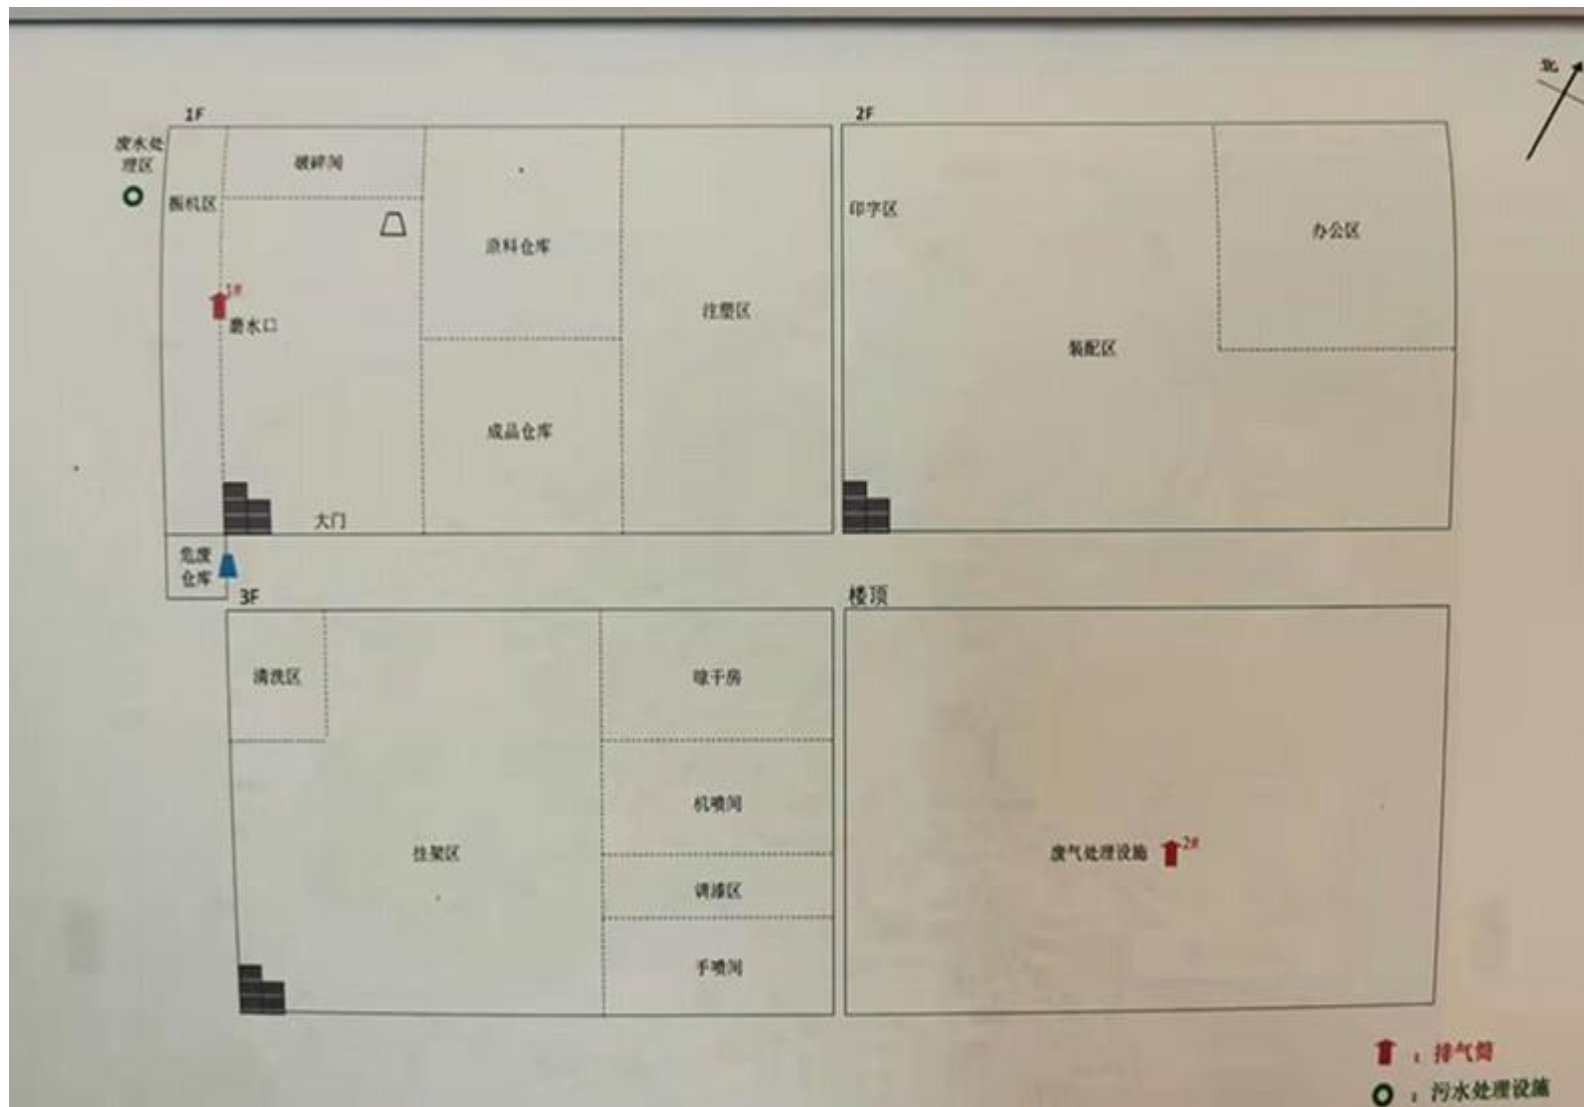 北
1F
废水处
理区
振机区
破碎间
原料仓库
注塑区
1#
磨水口
成品仓库
大门
危废
仓库
2F
印字区
办公区
装配区
3F
清洗区
晾干房
机喷间
挂架区
调漆区
手喷间
楼顶
废气处理设施
2#
：排气筒
：污水处理设施